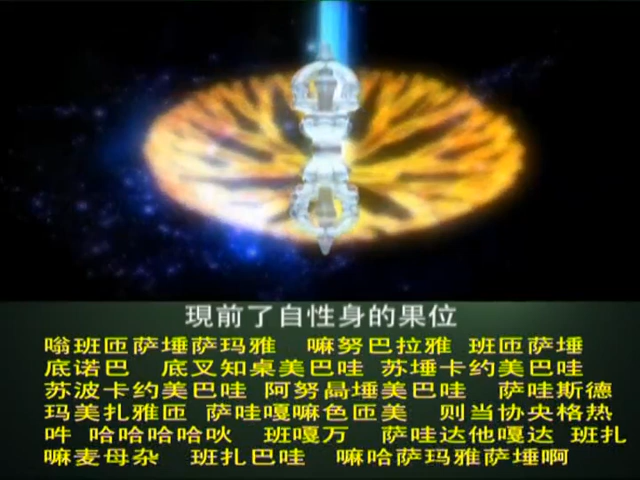 現前了自性身的果位
嗡班匝萨埵萨玛雅 嘛努巴拉雅 班匝萨埵
底诺巴 底叉知桌美巴哇 苏埵卡约美巴哇
苏波卡约美巴哇 阿努晶埵美巴哇 萨哇斯德
玛美扎雅匝 萨哇嘎嘛色匝美 则当协央格热
吽 哈哈哈哈吙 班嘎万 萨哇达他嘎达 班扎
嘛麦母杂 班扎巴哇 嘛哈萨玛雅萨埵啊